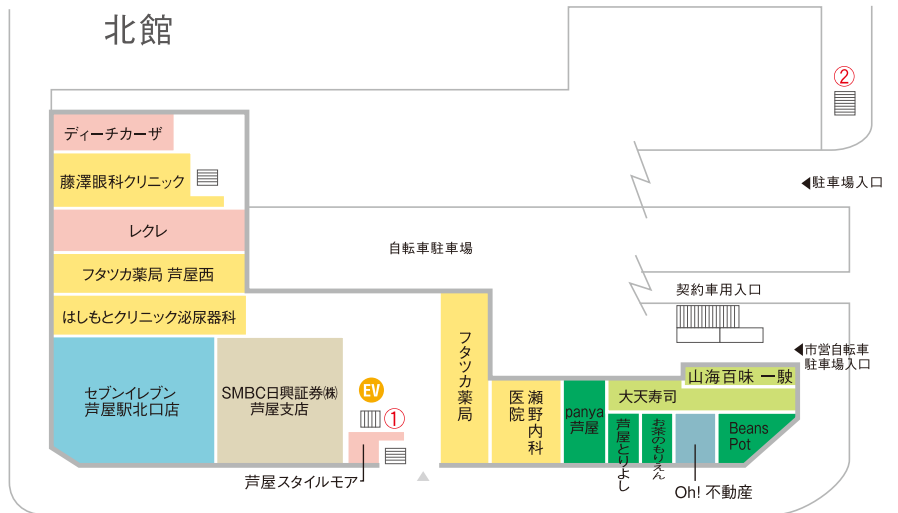 北館
②
ディーチカーザ
藤澤眼科クリニック
駐車場入口
レクレ
自転車駐車場
フタツカ薬局 芦屋西
契約車用入口
はしもとクリニック泌尿器科
市営自転車
駐車場入口
セブンイレブン
芦屋駅北口店
SMBC日興証券㈱
芦屋支店
EV
①
芦屋スタイルモア
フタツカ薬局
瀬野内科
医院
panya
芦屋
山海百味 一駛
大天寿司
芦屋とりよし
お茶のもりえん
Oh! 不動産
Beans
Pot